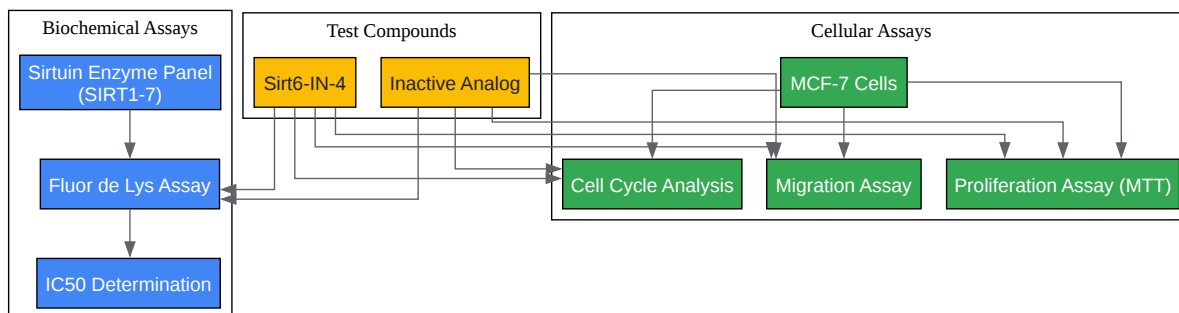 Biochemical Assays
Sirtuin Enzyme Panel
(SIRT1-7)
Fluor de Lys Assay
IC50 Determination
Test Compounds
Sirt6-IN-4
Inactive Analog
Cellular Assays
MCF-7 Cells
Cell Cycle Analysis
Migration Assay
Proliferation Assay (MTT)